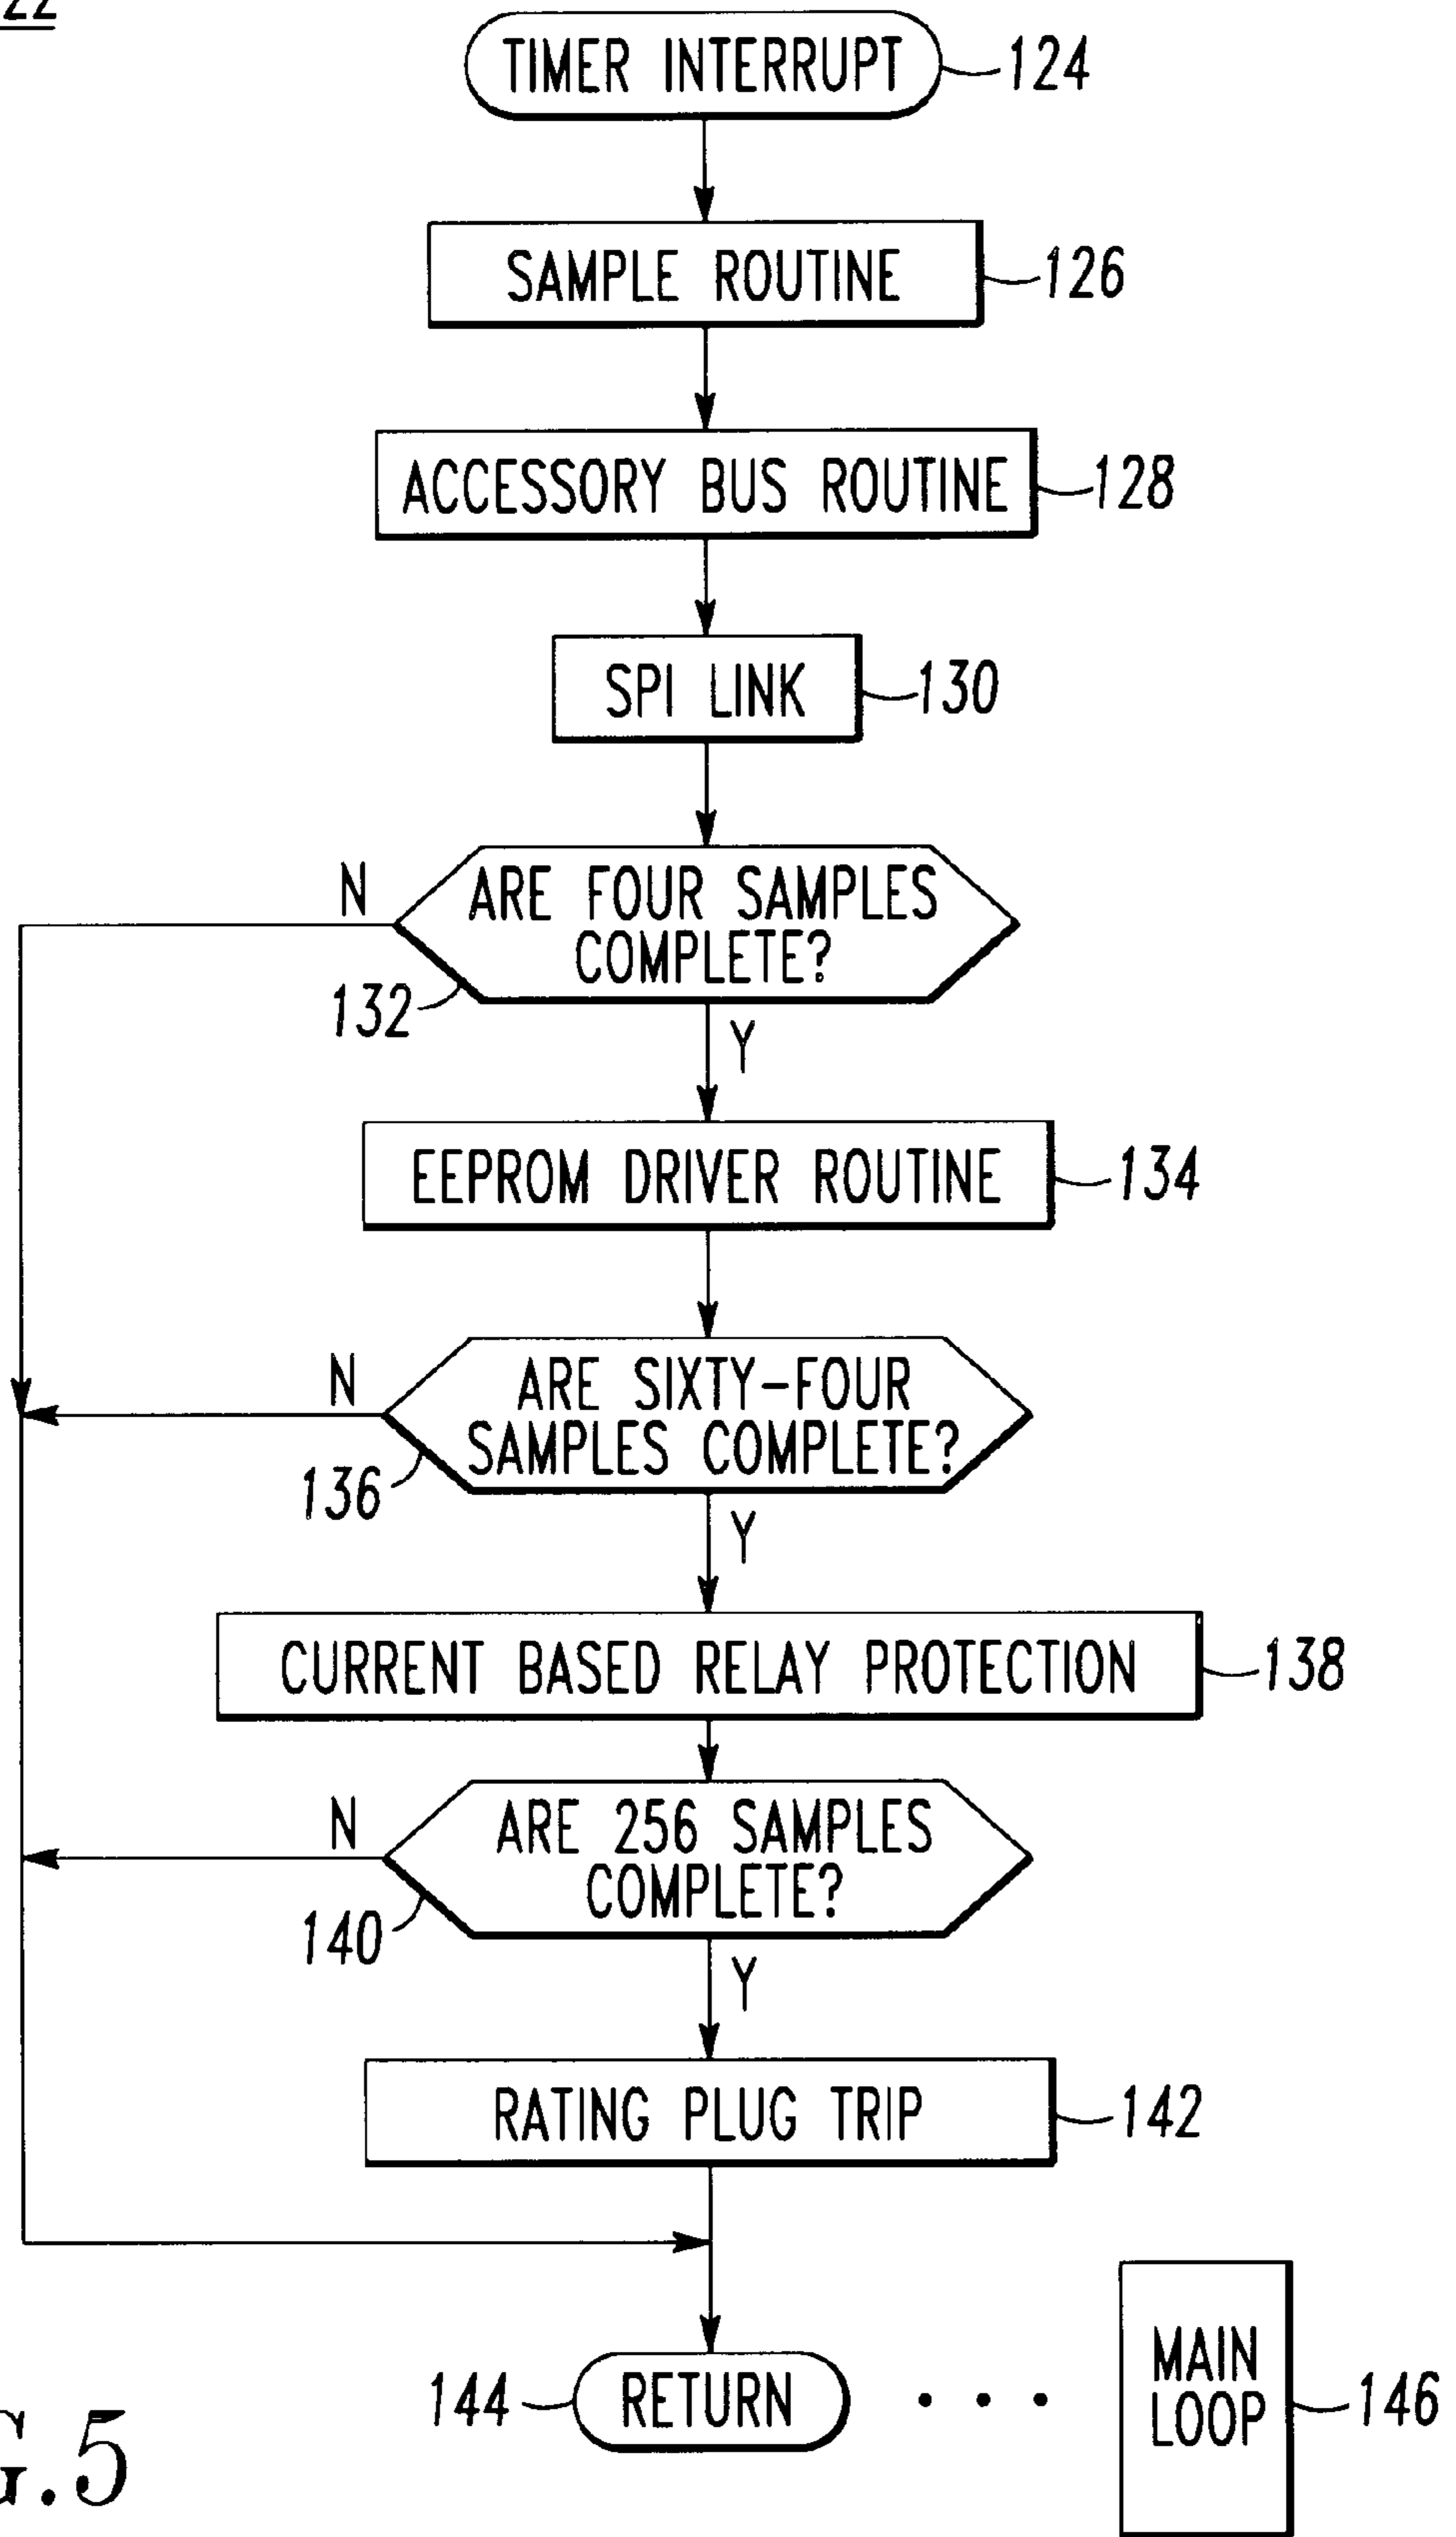 22
TIMER INTERRUPT
124
SAMPLE ROUTINE
126
ACCESSORY BUS ROUTINE
128
SPI LINK
130
N
ARE FOUR SAMPLES
COMPLETE?
132
Y
EEPROM DRIVER ROUTINE
134
N
ARE SIXTY-FOUR
SAMPLES COMPLETE?
136
Y
CURRENT BASED RELAY PROTECTION
138
N
ARE 256 SAMPLES
COMPLETE?
140
Y
RATING PLUG TRIP
142
144
RETURN
. . .
MAIN
LOOP
146
G.5